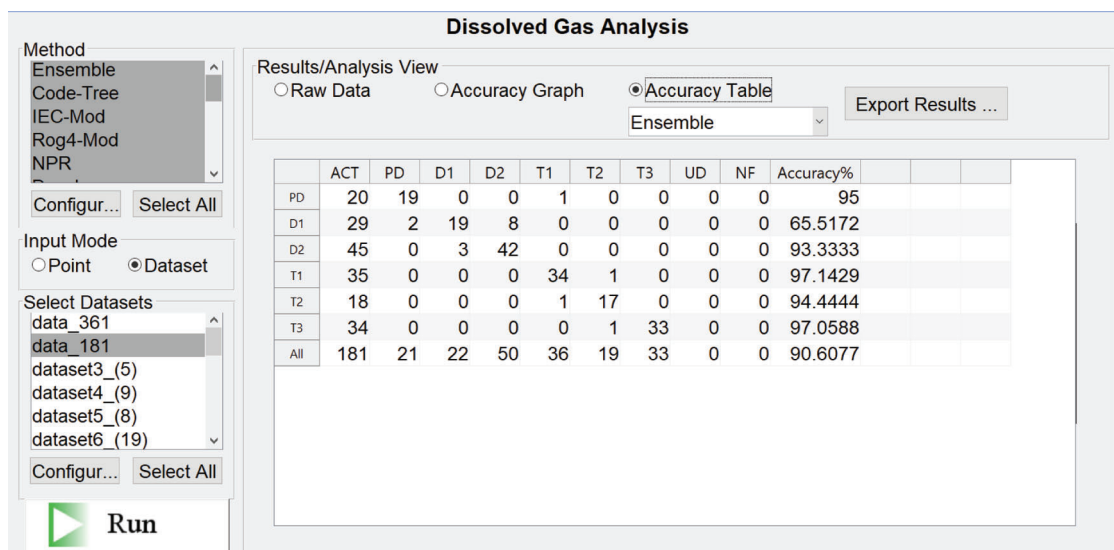 Dissolved Gas Analysis
Method
Ensemble
Code-Tree
IEC-Mod
Rog4-Mod
NPR
Configur... Select All
Input Mode
Point Dataset
Select Datasets
data_361
data_181
dataset3_(5)
dataset4_(9)
dataset5_(8)
dataset6_(19)
Configur... Select All
Run
Results/Analysis View
Raw Data Accuracy Graph Accuracy Table
Ensemble
Export Results ...
ACT PD D1 D2 T1 T2 T3 UD NF Accuracy%
PD 20 19 0 0 1 0 0 0 0 95
D1 29 2 19 8 0 0 0 0 0 65.5172
D2 45 0 3 42 0 0 0 0 0 93.3333
T1 35 0 0 0 34 1 0 0 0 97.1429
T2 18 0 0 0 1 17 0 0 0 94.4444
T3 34 0 0 0 0 1 33 0 0 97.0588
All 181 21 22 50 36 19 33 0 0 90.6077